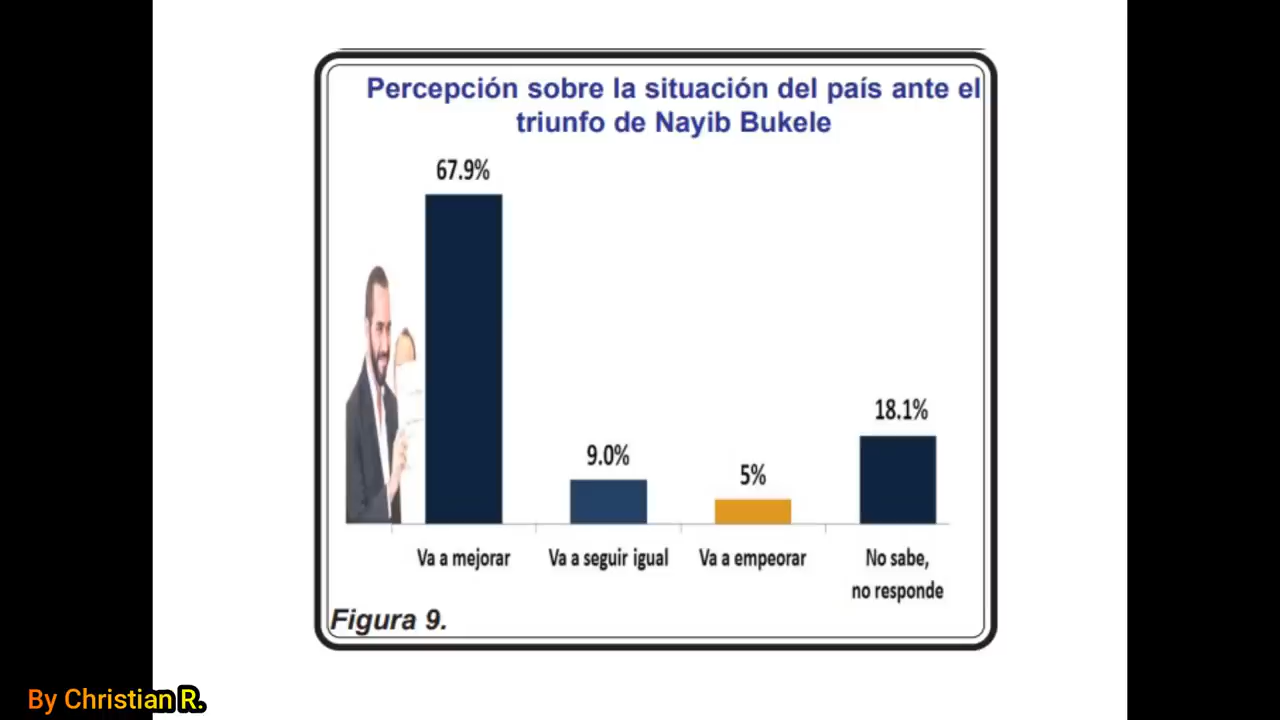 Percepción sobre la situación del país ante el
triunfo de Nayib Bukele
67.9%
18.1%
9.0%
5%
Va a mejorar Va a seguir igual Va a empeorar No sabe,
no responde
Figura 9.
By Christian R.